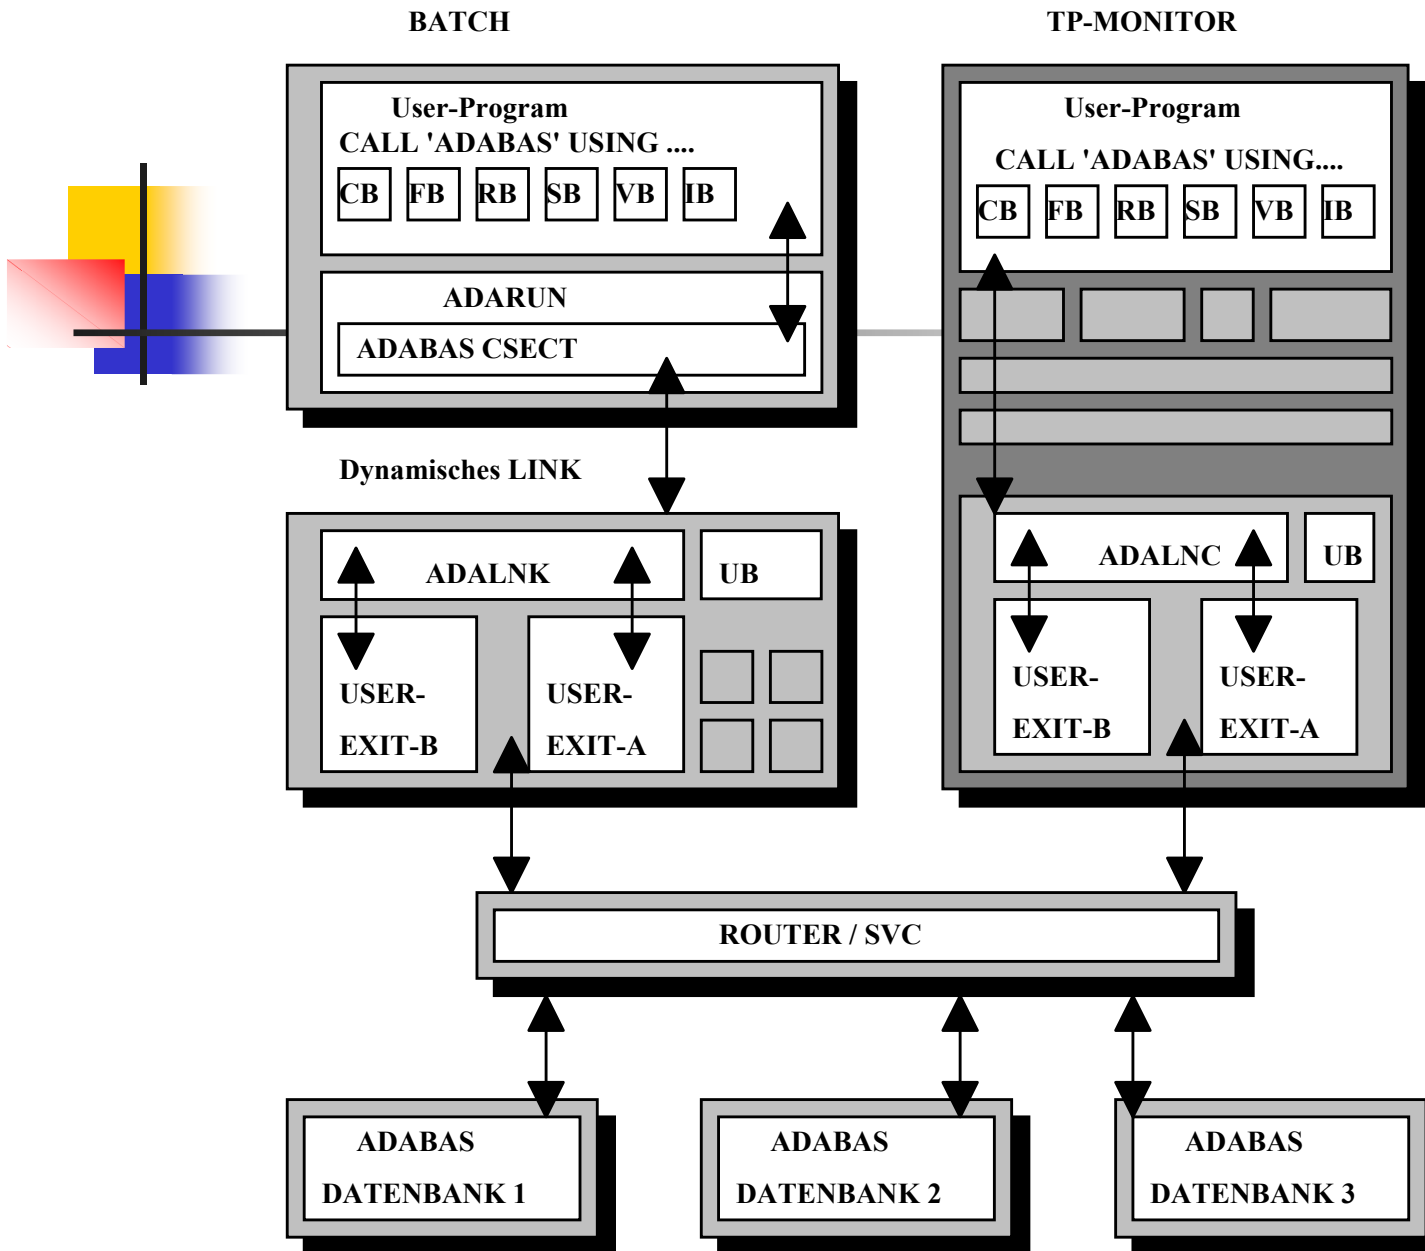 BATCH
TP-MONITOR
User-Program
CALL 'ADABAS' USING ....
CB FB RB SB VB IB
ADARUN
ADABAS CSECT
Dynamisches LINK
ADALNK
UB
USER-
EXIT-B
USER-
EXIT-A
User-Program
CALL 'ADABAS' USING....
CB FB RB SB VB IB
ADALNC
UB
USER-
EXIT-B
USER-
EXIT-A
ROUTER / SVC
ADABAS
DATENBANK 1
ADABAS
DATENBANK 2
ADABAS
DATENBANK 3